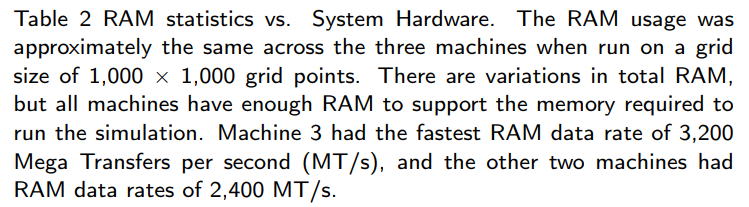 Table 2 RAM statistics vs. System Hardware. The RAM usage was
approximately the same across the three machines when run on a grid
size of 1,000 × 1,000 grid points. There are variations in total RAM,
but all machines have enough RAM to support the memory required to
run the simulation. Machine 3 had the fastest RAM data rate of 3,200
Mega Transfers per second (MT/s), and the other two machines had
RAM data rates of 2,400 MT/s.